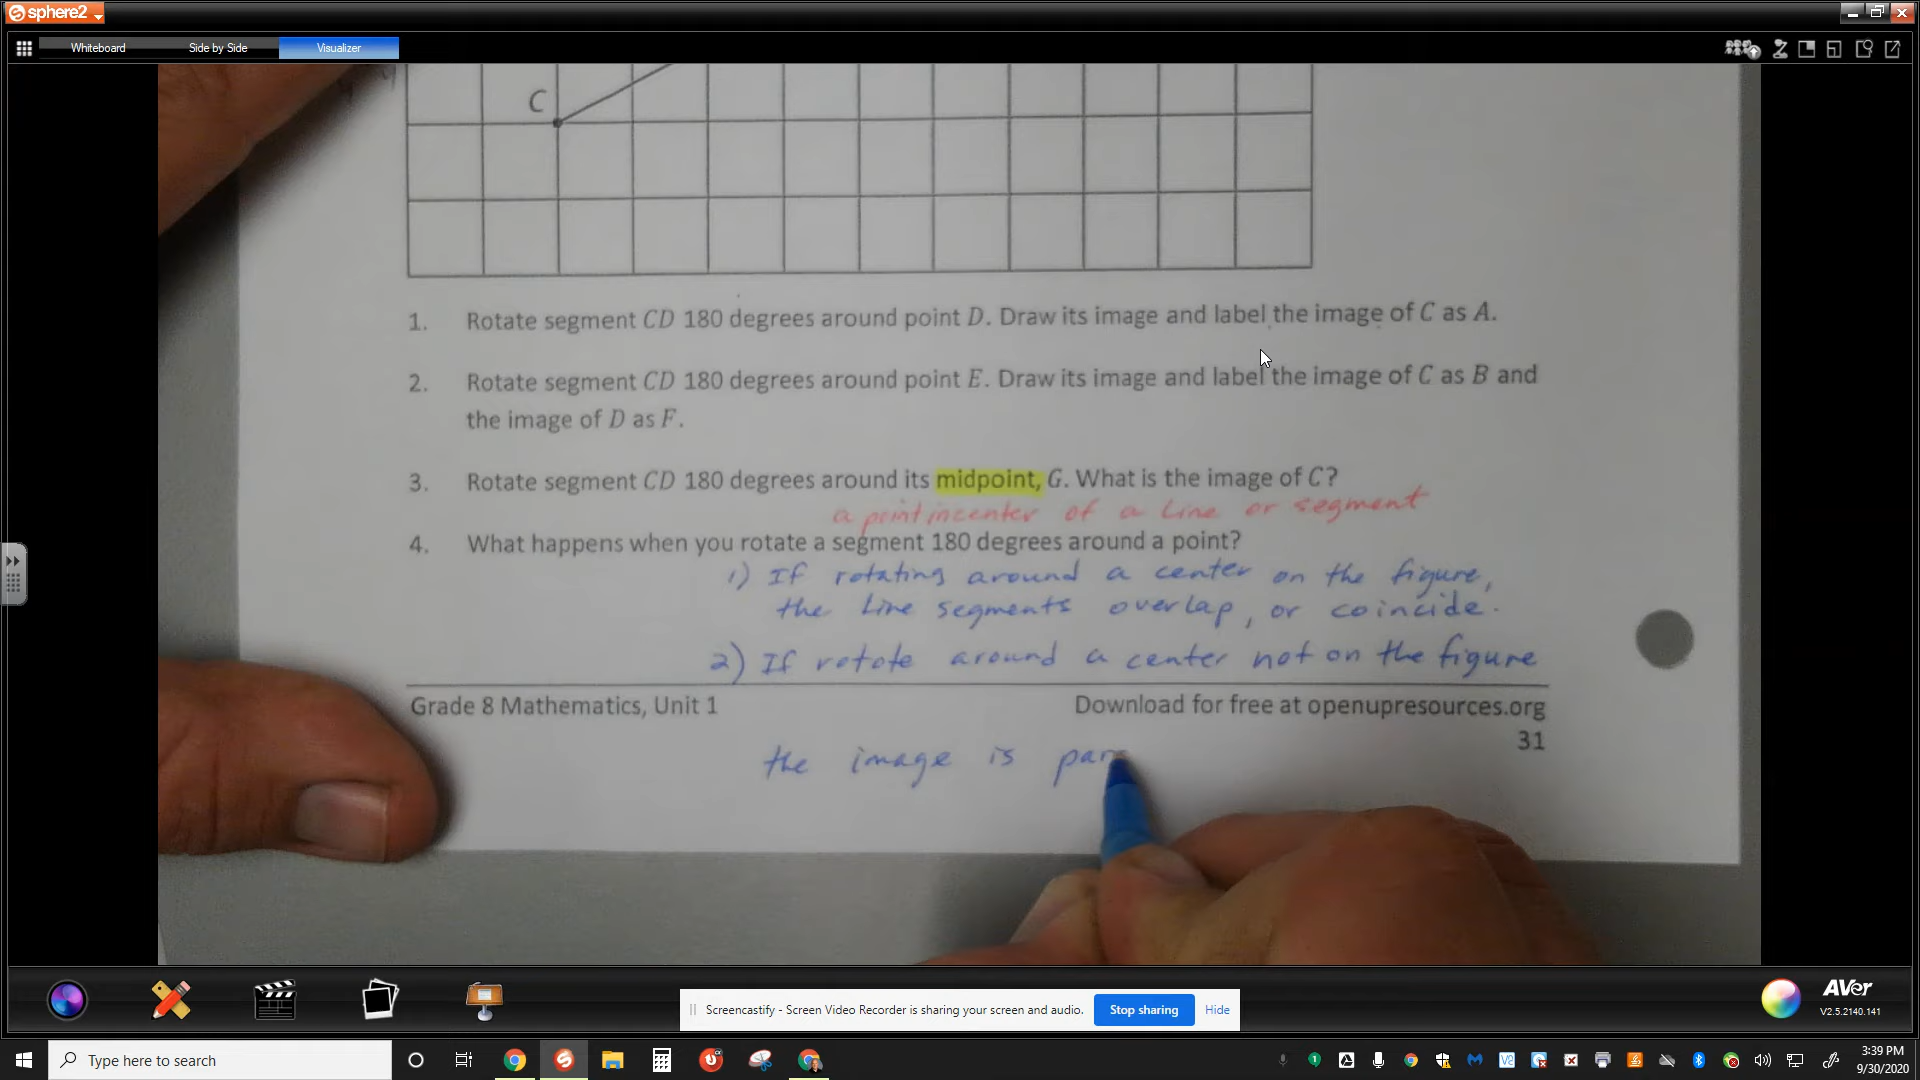 sphere2
Whiteboard Side by Side Visualizer
C
1. Rotate segment CD 180 degrees around point D. Draw its image and label the image of C as A.
2. Rotate segment CD 180 degrees around point E. Draw its image and label the image of C as B and
the image of D as F.
3. Rotate segment CD 180 degrees around its midpoint, G. What is the image of C?
a point in center of a line or segment
4. What happens when you rotate a segment 180 degrees around a point?
1) If rotating around a center on the figure,
the line segments overlap, or coincide.
2) If rotate around a center not on the figure
Grade 8 Mathematics, Unit 1 Download for free at openupresources.org
31
the image is par
Screencastify - Screen Video Recorder is sharing your screen and audio. Stop sharing Hide
AVer
V2.5.2140.141
Type here to search
3:39 PM
9/30/2020